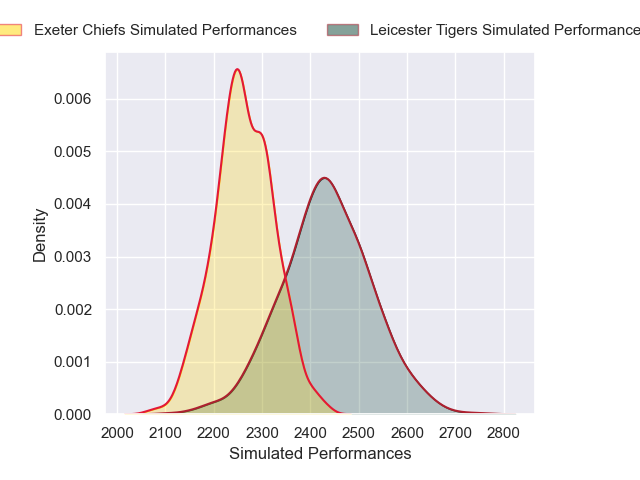 Exeter Chiefs Simulated Performances
Leicester Tigers Simulated Performance
0.006
0.005
0.004
0.003
0.002
0.001
0.000
Density
2000 2100 2200 2300 2400 2500 2600 2700 2800
Simulated Performances